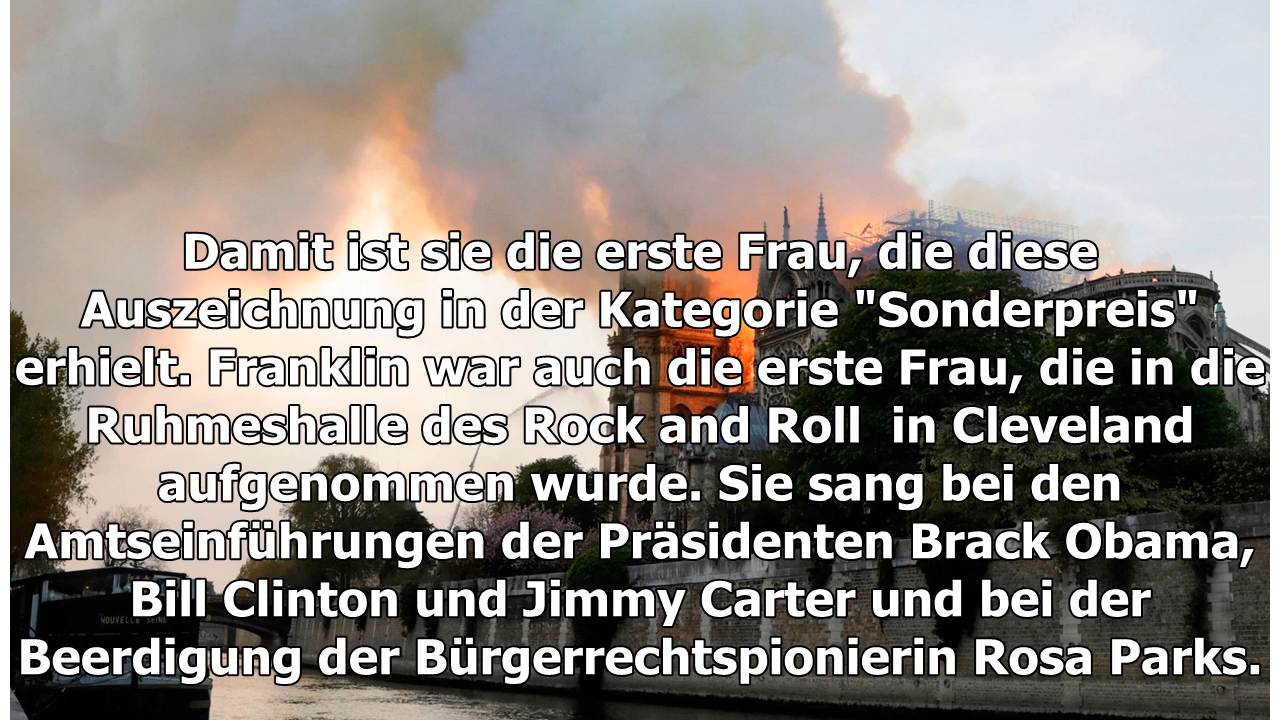 Damit ist sie die erste Frau, die diese
Auszeichnung in der Kategorie "Sonderpreis"
erhielt. Franklin war auch die erste Frau, die in die
Ruhmeshalle des Rock and Roll  in Cleveland
aufgenommen wurde. Sie sang bei den
Amtseinführungen der Präsidenten Brack Obama,
Bill Clinton und Jimmy Carter und bei der
Beerdigung der Bürgerrechtspionierin Rosa Parks.
NOUVELLE SEINE